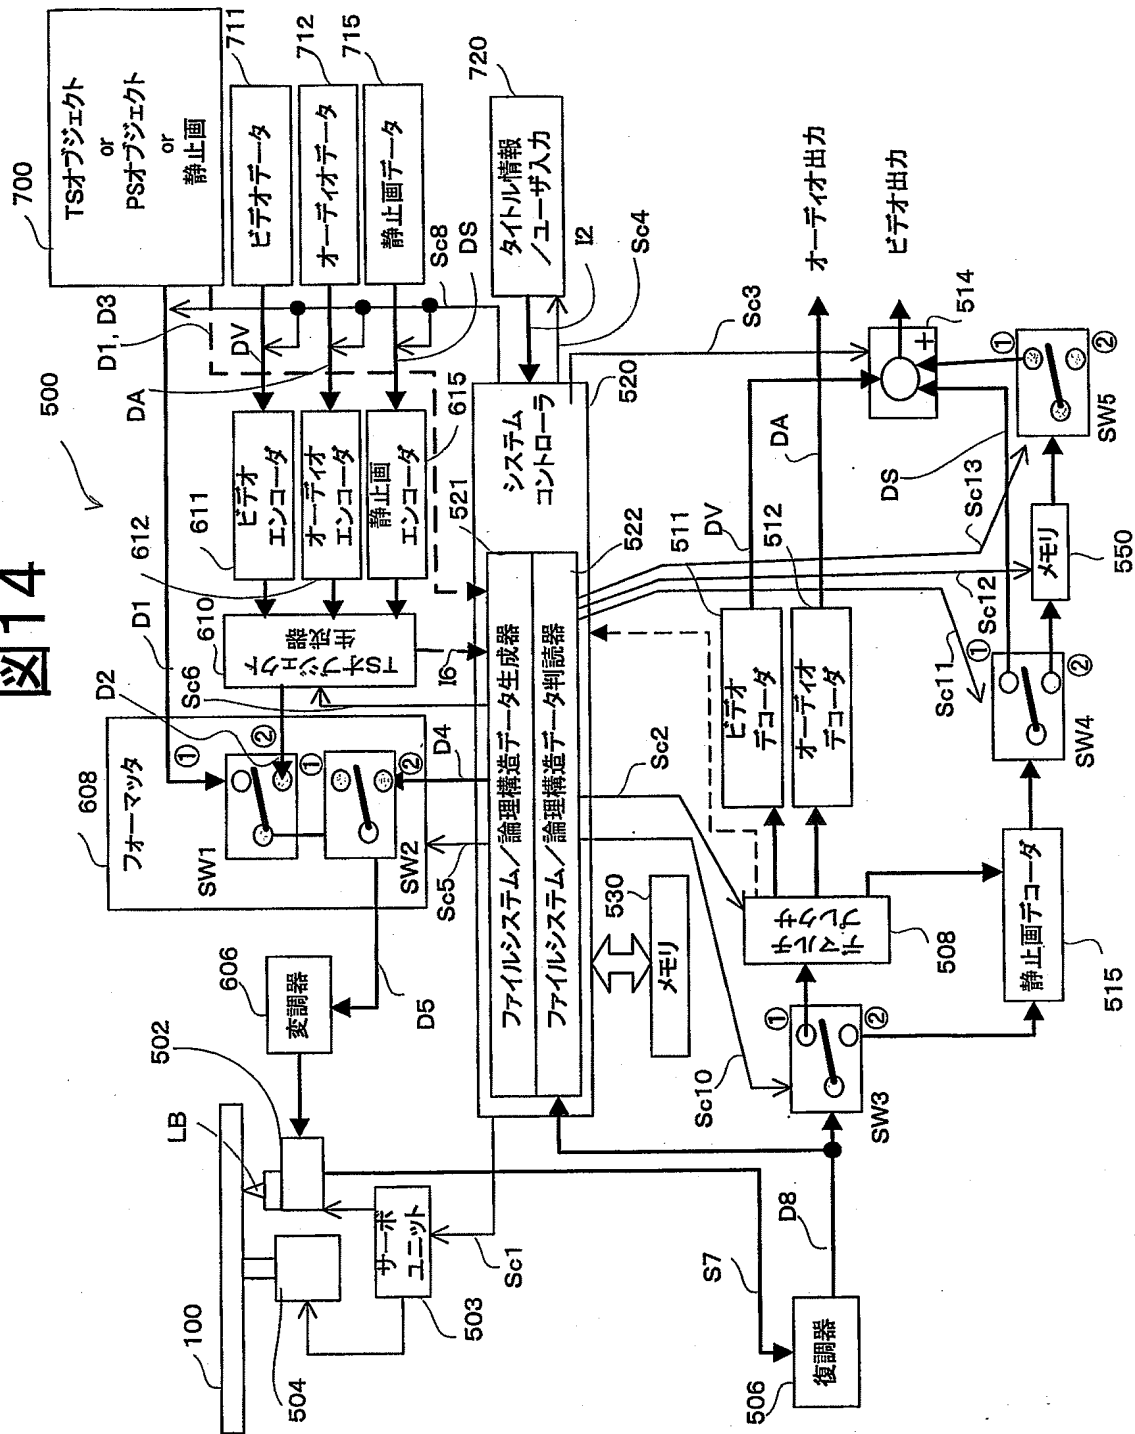 図14
500
700
TSオブジェクト
or
PSオブジェクト
or
静止画
D1, D3
711
ビデオデータ
712
オーディオデータ
715
静止画データ
DV
DA
DS
Sc8
720
タイトル情報
/ユーザ入力
I2
Sc4
611
ビデオ
エンコーダ
612
オーディオ
エンコーダ
615
静止画
エンコーダ
610
TSオブジェクト
生成器
I6
Sc6
D1
D2
608
フォーマッタ
①
②
SW1
①
②
SW2
D4
Sc5
D5
606
変調器
502
LB
100
504
サーボ
ユニット
503
Sc1
520
システム
コントローラ
521
ファイルシステム/論理構造データ生成器
522
ファイルシステム/論理構造データ判読器
530
メモリ
S7
506
復調器
D8
Sc10
SW3
①
②
Sc2
508
デマルチ
プレクサ
511
ビデオ
デコーダ
512
オーディオ
デコーダ
DV
DA
515
静止画デコーダ
SW4
①
②
Sc11
Sc12
Sc13
550
メモリ
SW5
①
②
DS
Sc3
514
+
オーディオ出力
ビデオ出力